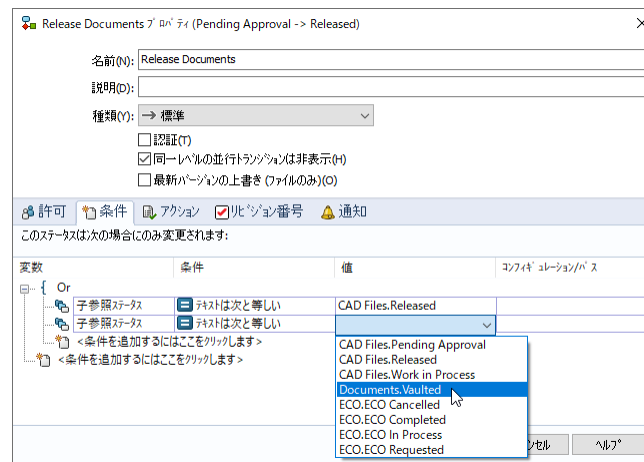 Release Documents ﾌﾟﾛﾊﾟﾃｨ (Pending Approval -> Released)
名前(N): Release Documents
説明(D):
種類(Y): 標準
認証(T)
同一ﾚﾍﾞﾙの並行ﾄﾗﾝｼﾞｼｮﾝは非表示(H)
最新ﾊﾞｰｼﾞｮﾝの上書き (ﾌｧｲﾙのみ)(O)
許可 条件 ｱｸｼｮﾝ ﾘﾋﾞｼﾞｮﾝ番号 通知
このｽﾃｰﾀｽは次の場合にのみ変更されます:
変数 条件 値 ｺﾝﾌｨｷﾞｭﾚｰｼｮﾝ/ﾊﾟｽ
{ Or
子参照ｽﾃｰﾀｽ ﾃｷｽﾄは次と等しい CAD Files.Released
子参照ｽﾃｰﾀｽ ﾃｷｽﾄは次と等しい
<条件を追加するにはここをｸﾘｯｸします>
<条件を追加するにはここをｸﾘｯｸします>
CAD Files.Pending Approval
CAD Files.Released
CAD Files.Work in Process
Documents.Vaulted
ECO.ECO Cancelled
ECO.ECO Completed
ECO.ECO In Process
ECO.ECO Requested
ﾍﾙﾌﾟ